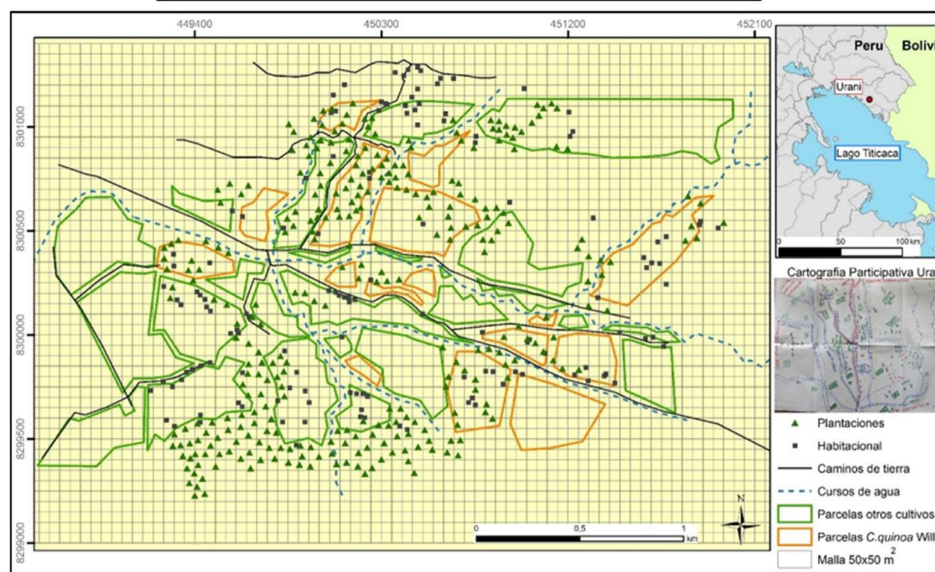 449400 450300 451200 452100
8301000
8300500
8300000
8299500
8299000
Peru
Bolivi
Urani
Lago Titicaca
0 50 100 km
Cartografia Participativa Ura
Plantaciones
Habitacional
Caminos de tierra
Cursos de agua
Parcelas otros cultivos
Parcelas C.quinoa Will
Malla 50x50 m²
N
0 0,5 1
km